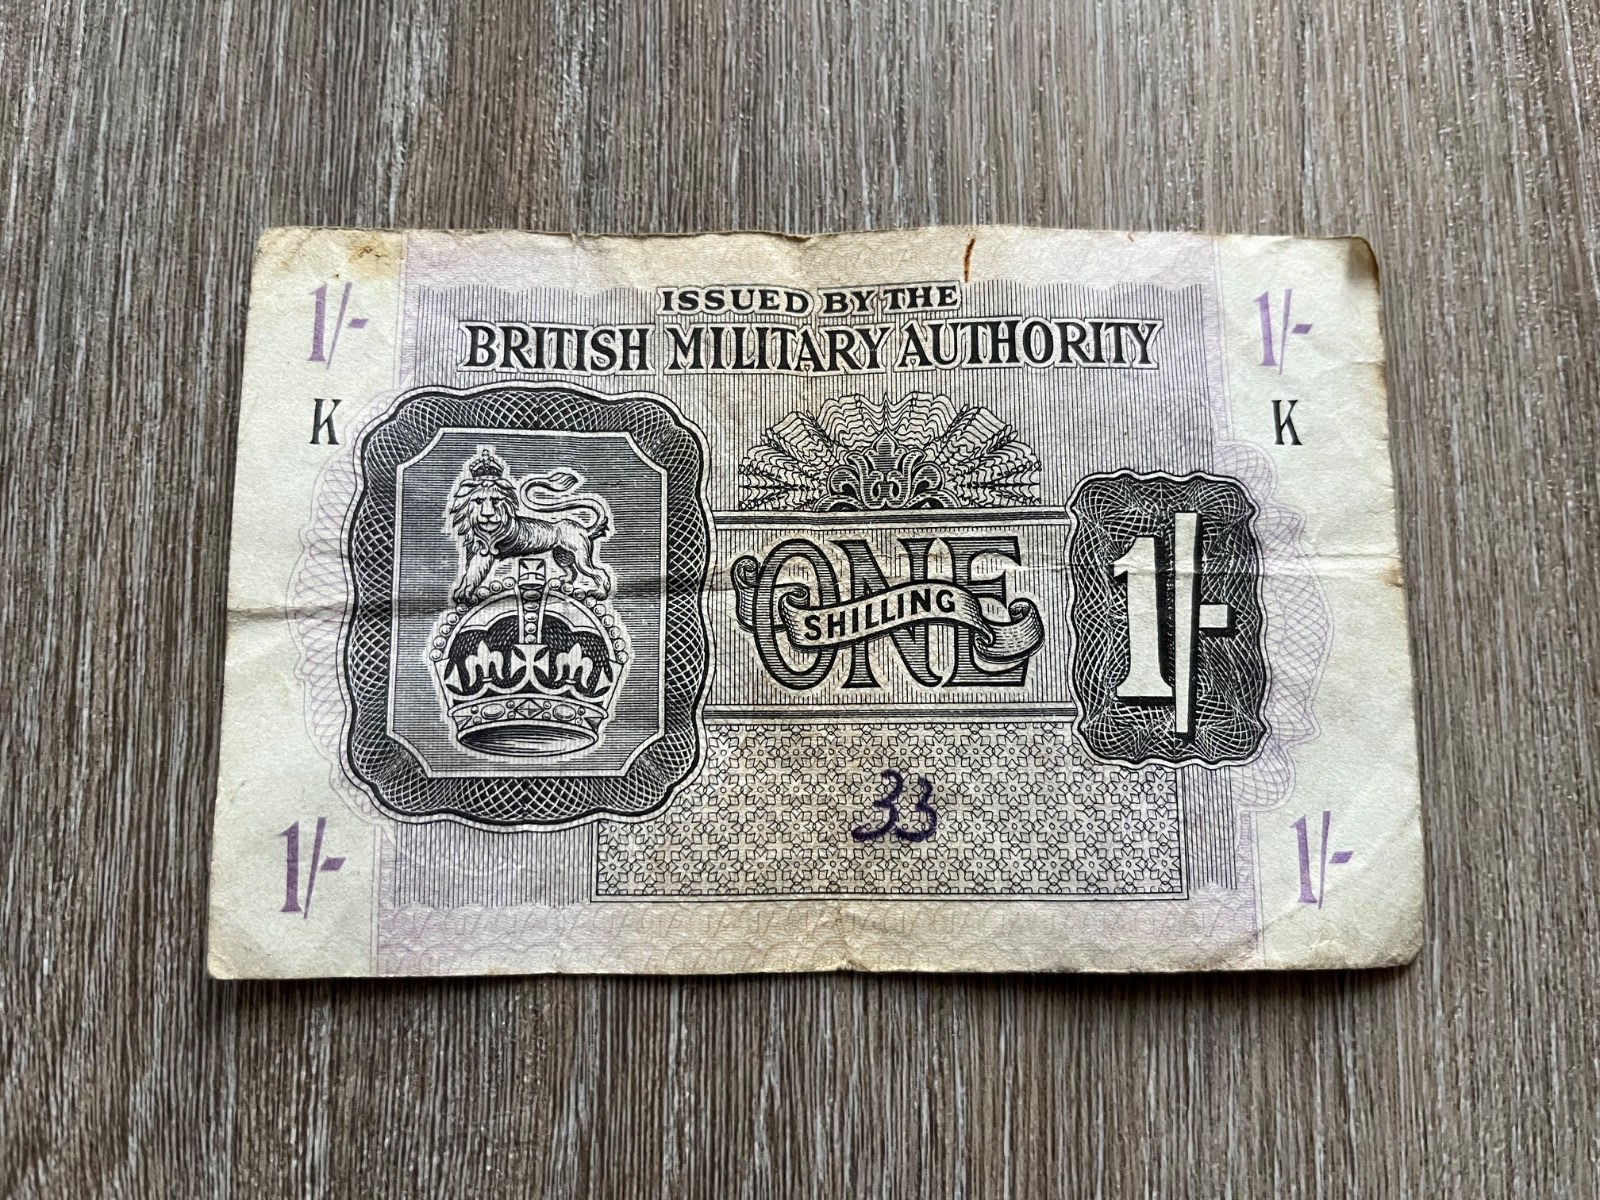 1/- 1/-
ISSUED BY THE
BRITISH MILITARY AUTHORITY
K K
ONE
SHILLING
1/-
33
1/- 1/-